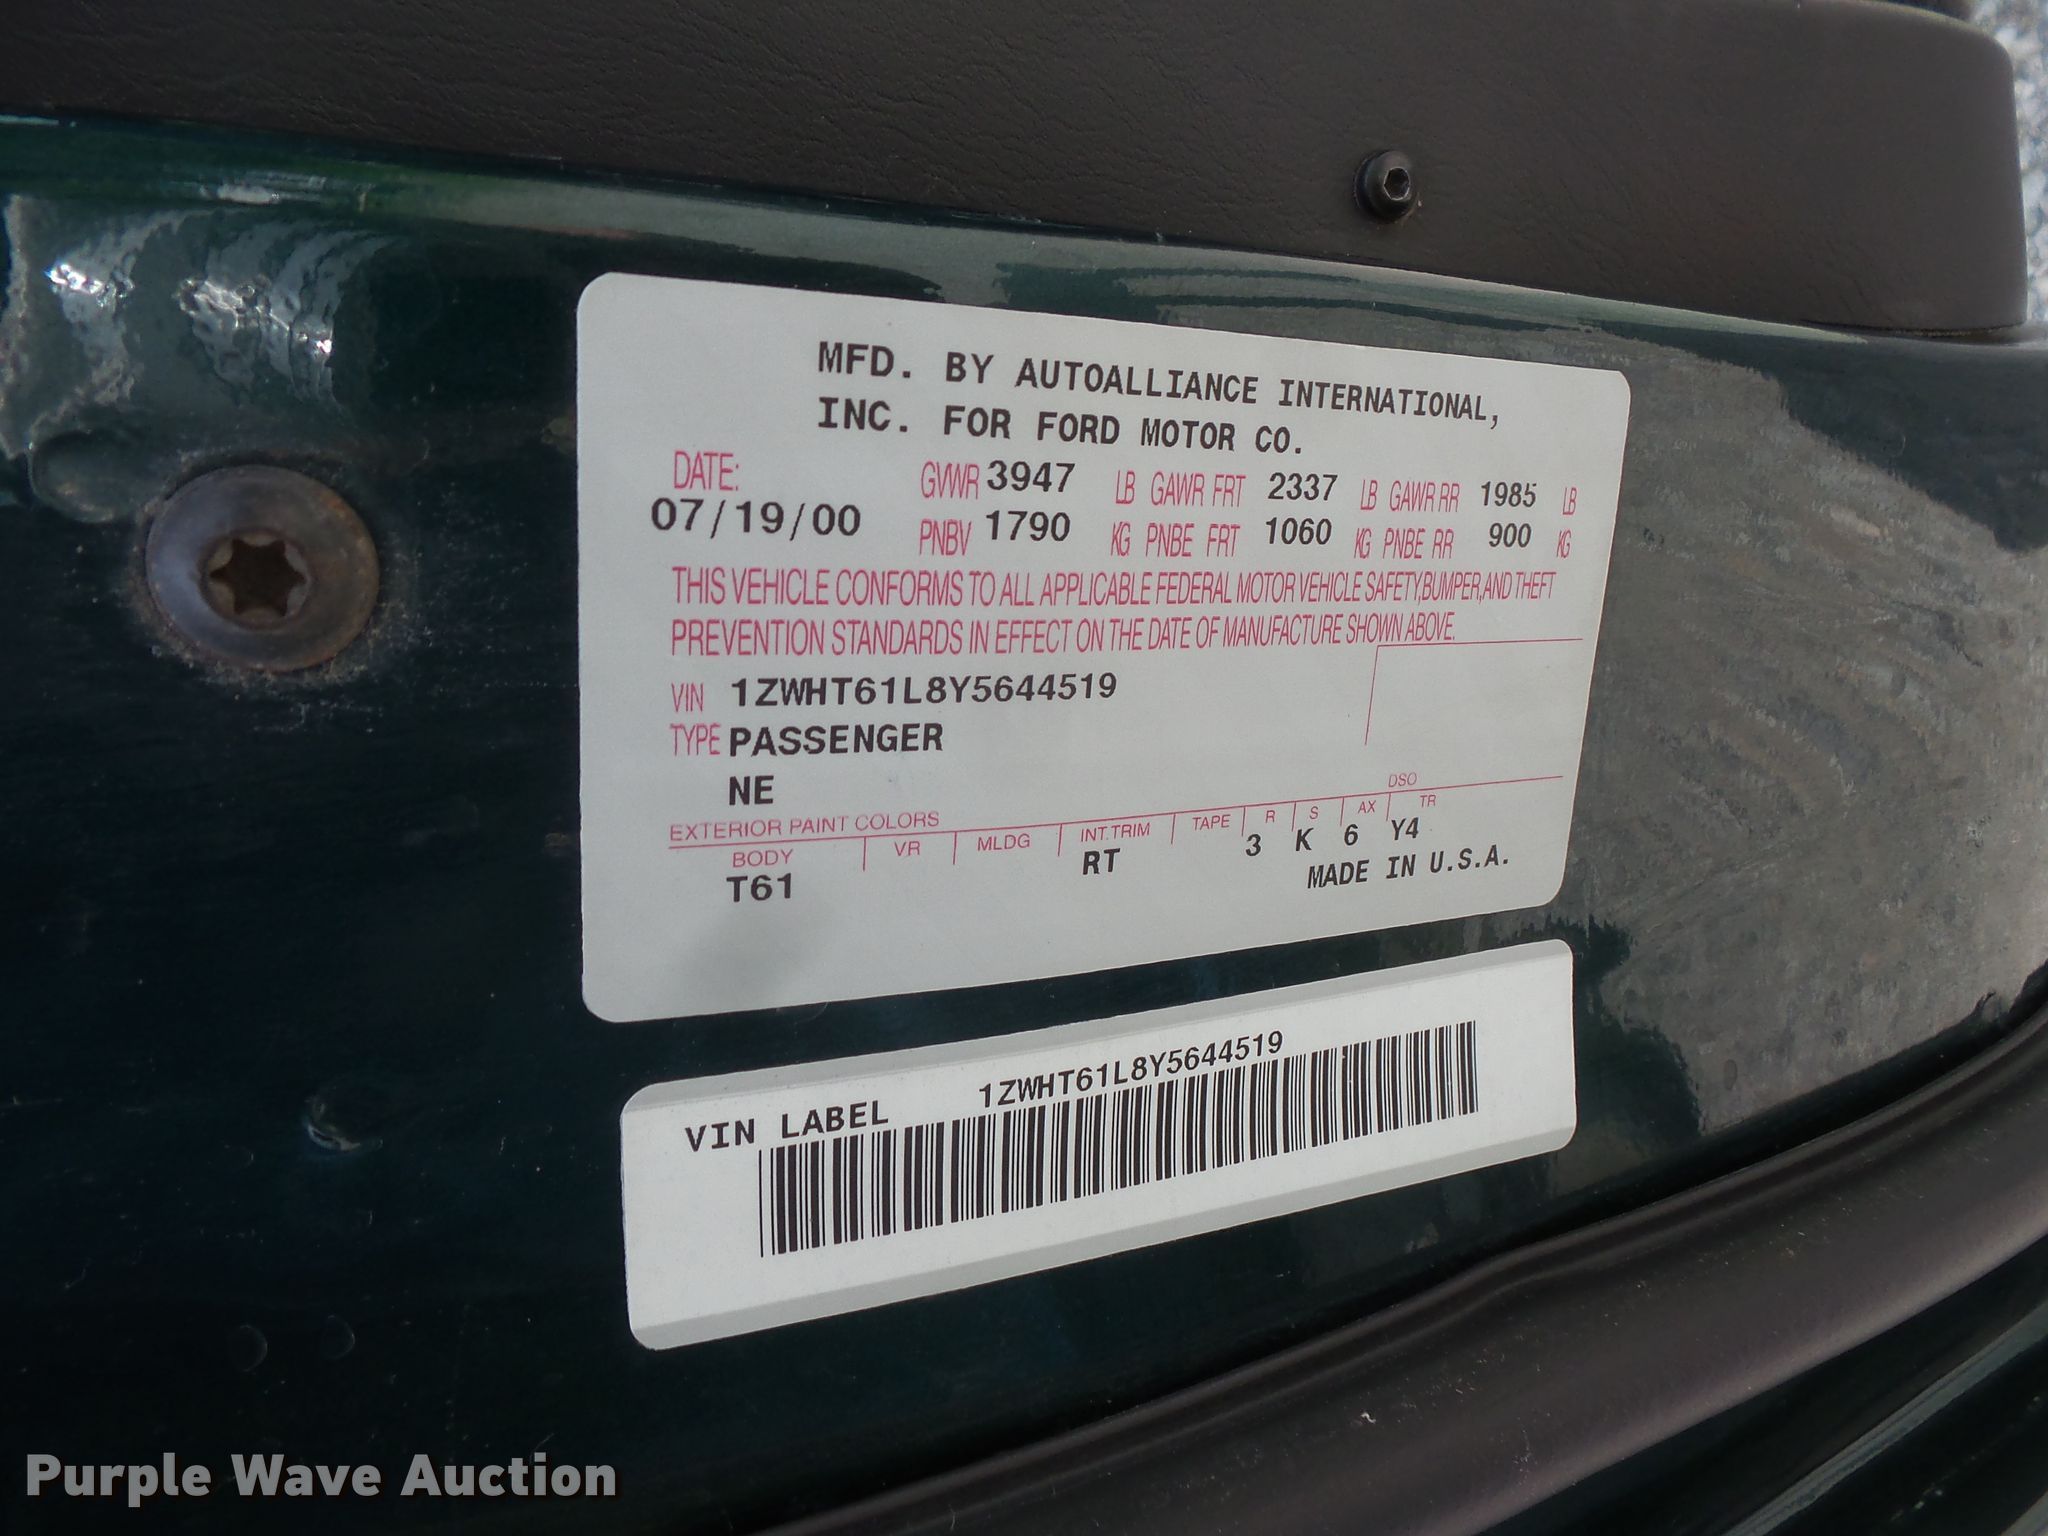 MFD. BY AUTOALLIANCE INTERNATIONAL,
INC. FOR FORD MOTOR CO.
DATE: GVWR 3947 LB GAWR FRT 2337 LB GAWR RR 1985 LB
07/19/00 PNBV 1790 KG PNBE FRT 1060 KG PNBE RR 900 KG
THIS VEHICLE CONFORMS TO ALL APPLICABLE FEDERAL MOTOR VEHICLE SAFETY,BUMPER,AND THEFT
PREVENTION STANDARDS IN EFFECT ON THE DATE OF MANUFACTURE SHOWN ABOVE.
VIN 1ZWHT61L8Y5644519
TYPE PASSENGER
NE
EXTERIOR PAINT COLORS DSO
BODY VR MLDG INT.TRIM TAPE R S AX TR
T61 RT 3 K 6 Y4
MADE IN U.S.A.
VIN LABEL 1ZWHT61L8Y5644519
Purple Wave Auction